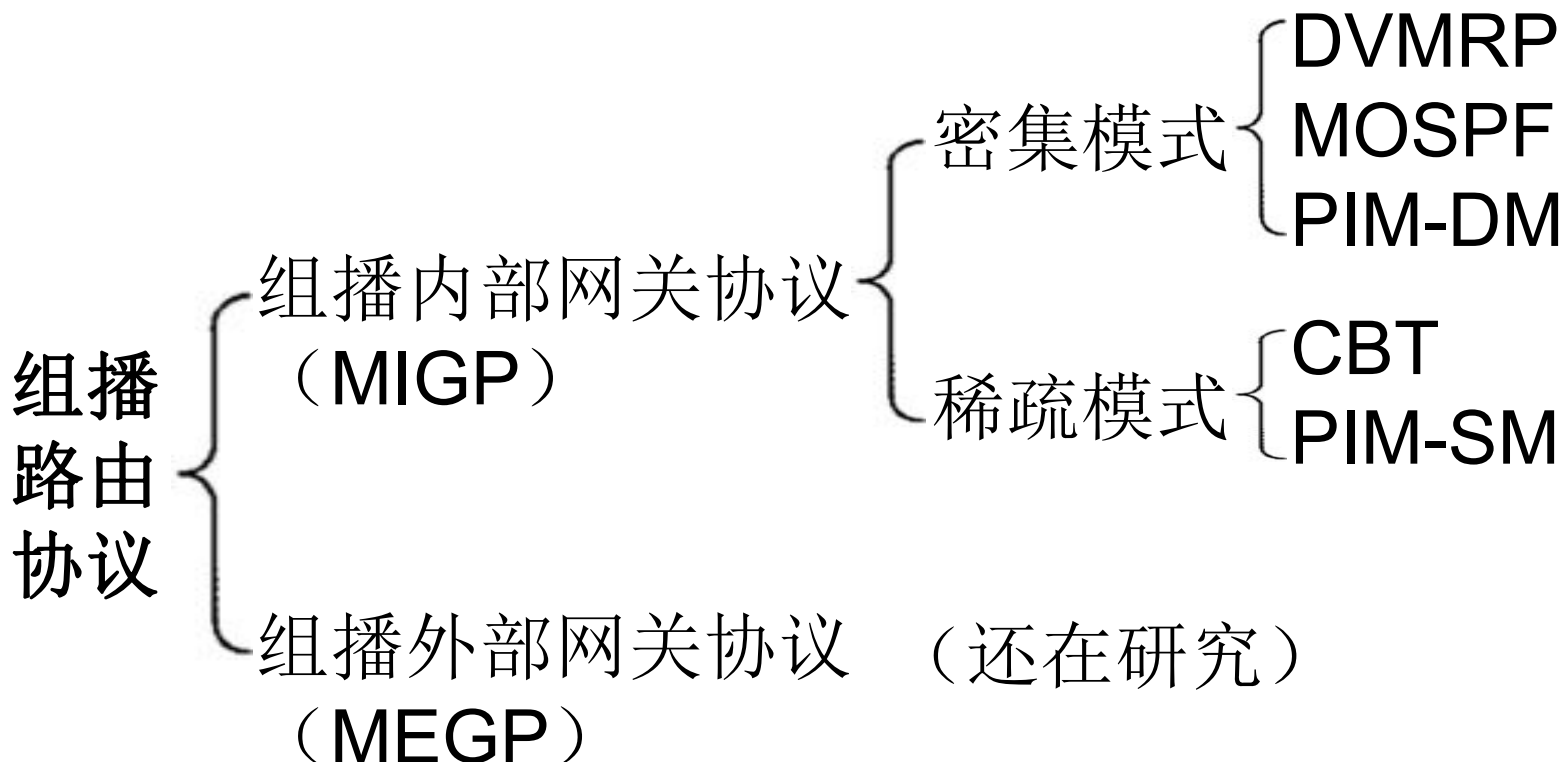 组播
路由
协议
组播内部网关协议
（MIGP）
密集模式
DVMRP
MOSPF
PIM-DM
稀疏模式
CBT
PIM-SM
组播外部网关协议 （还在研究）
（MEGP）